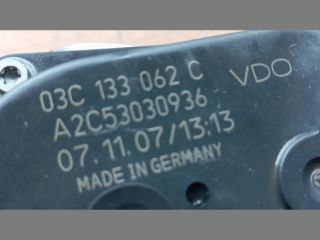 03C 133 062 C VDO
A2C53030936
07.11.07/13:13
MADE IN GERMANY